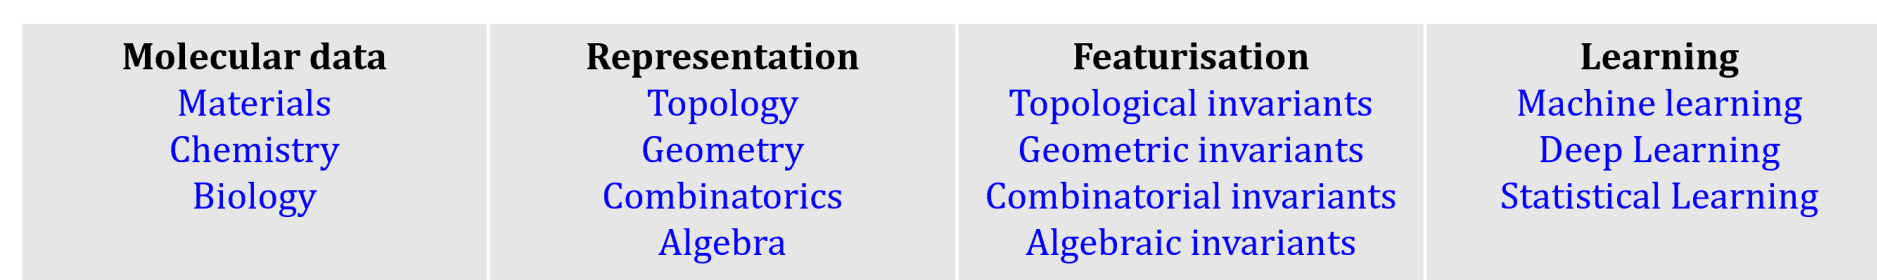 Molecular data
Materials
Chemistry
Biology
Representation
Topology
Geometry
Combinatorics
Algebra
Featurisation
Topological invariants
Geometric invariants
Combinatorial invariants
Algebraic invariants
Learning
Machine learning
Deep Learning
Statistical Learning